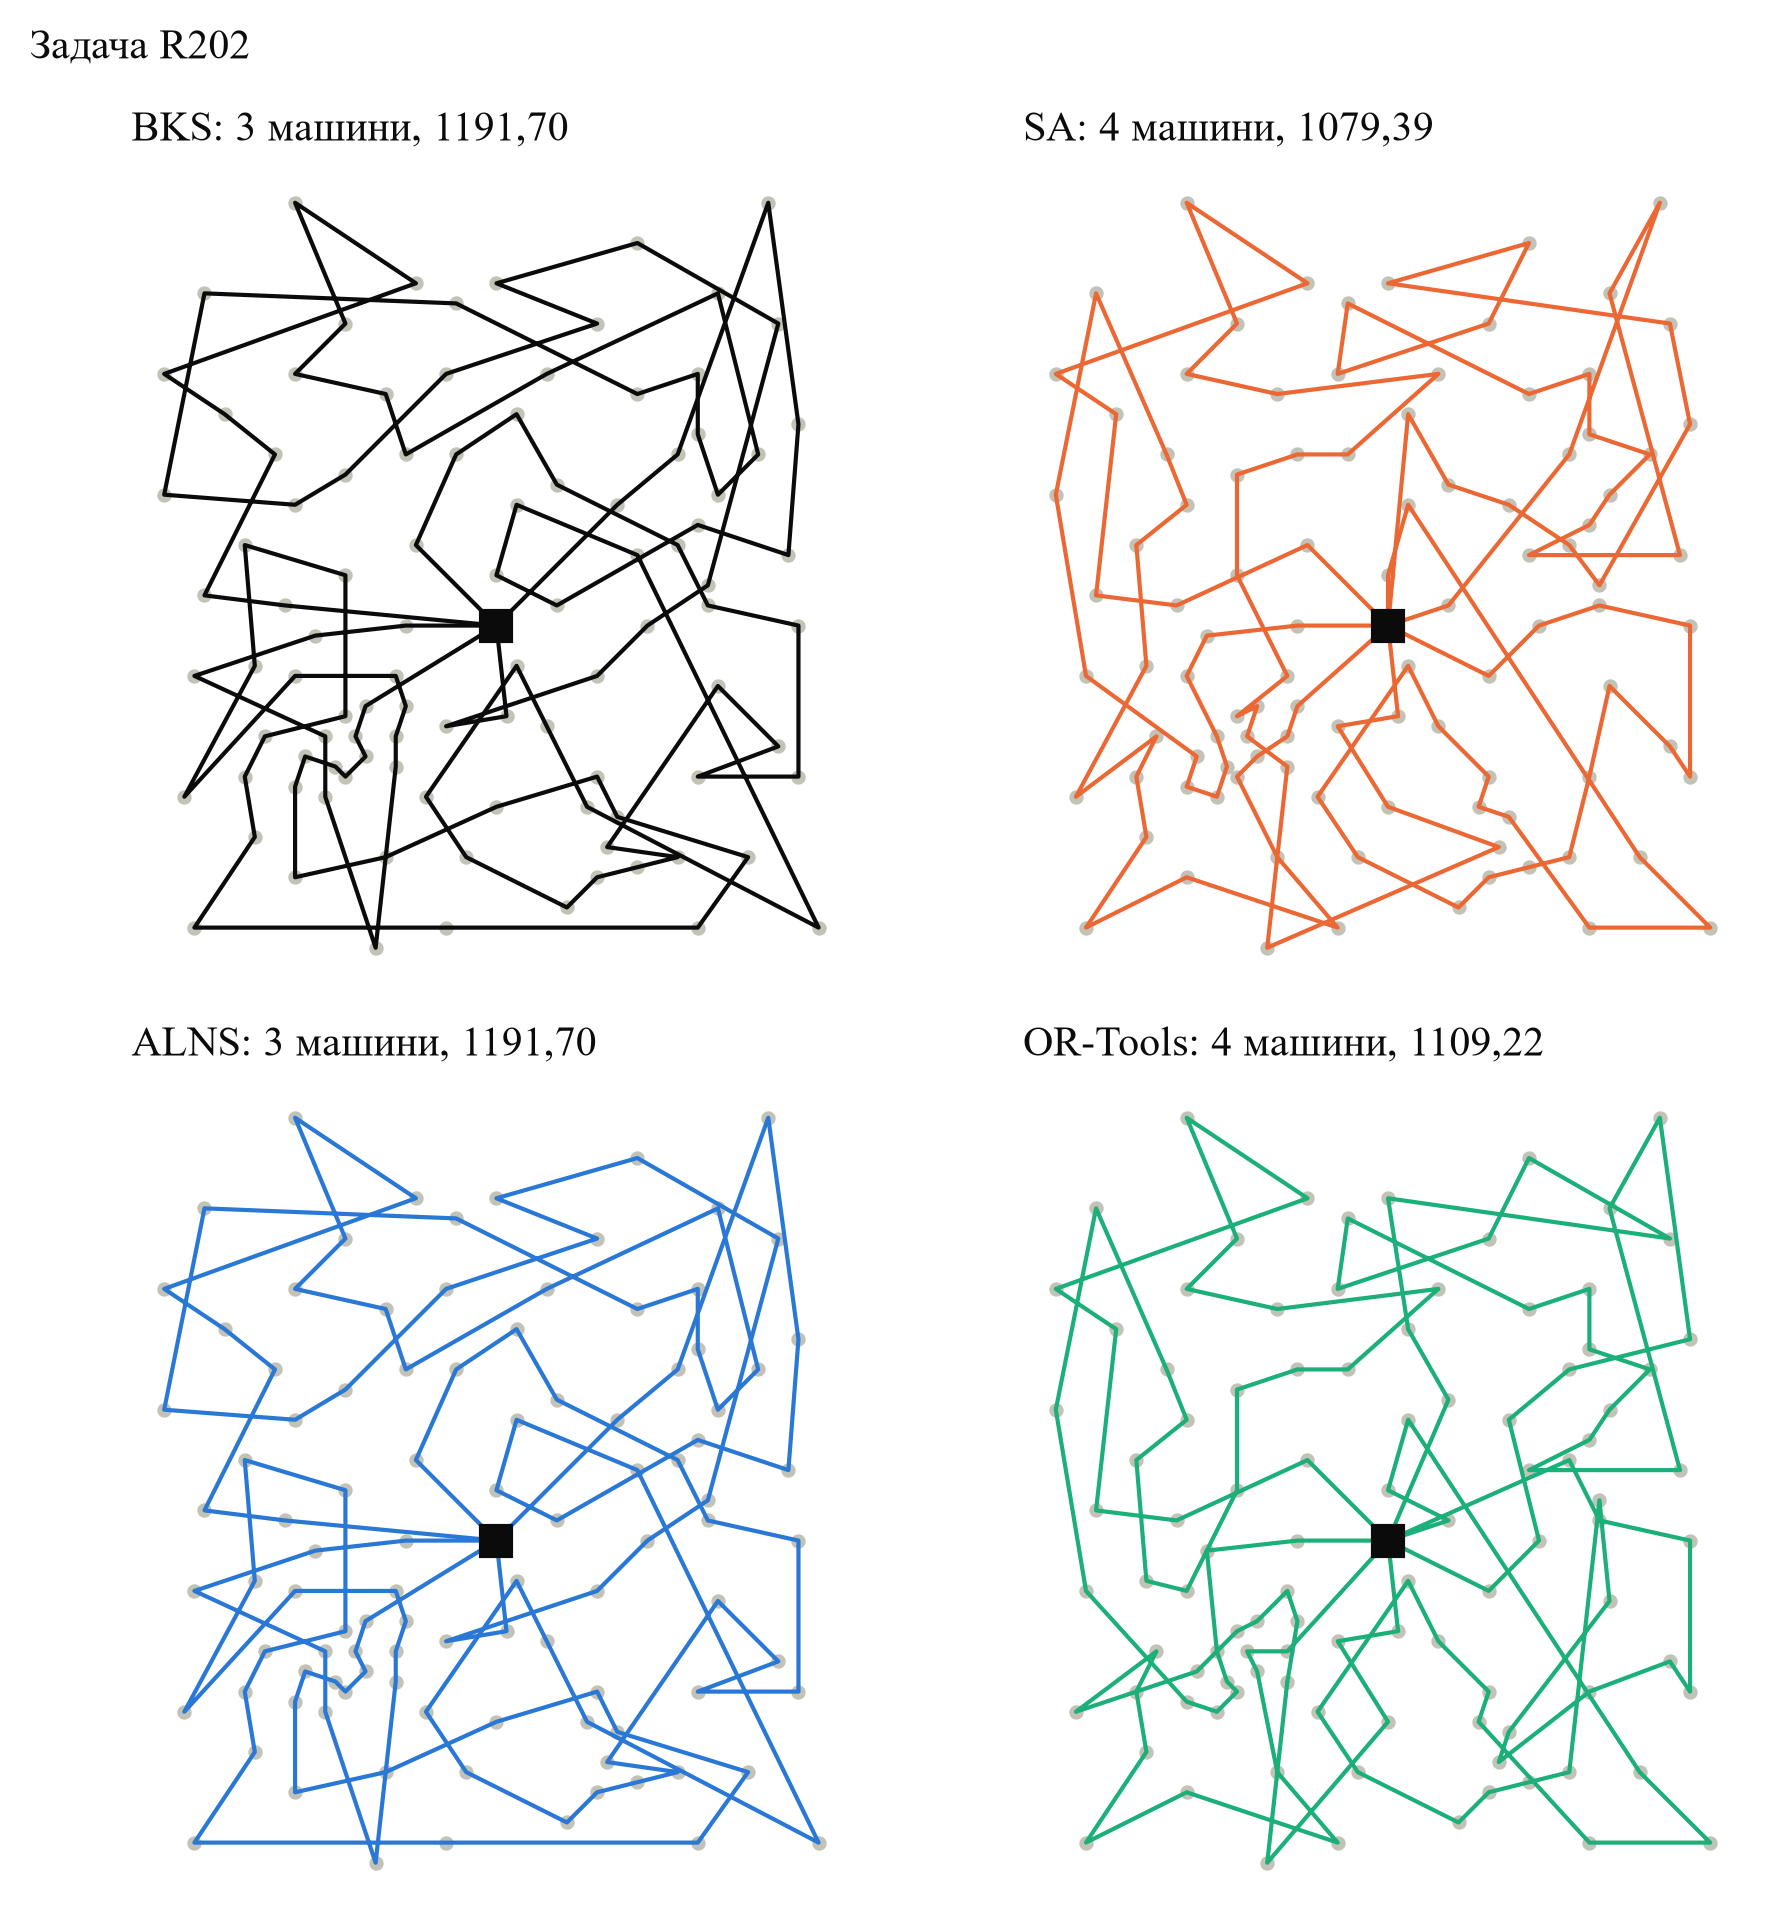 Задача R202
BKS: 3 машини, 1191,70
SA: 4 машини, 1079,39
ALNS: 3 машини, 1191,70
OR-Tools: 4 машини, 1109,22